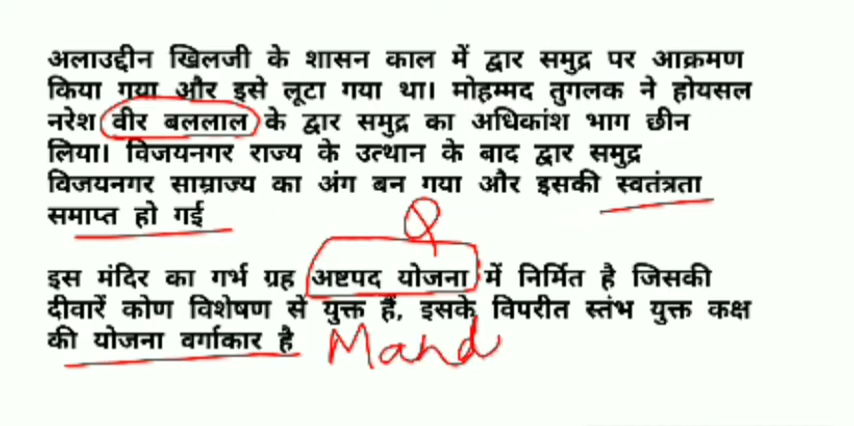 अलाउद्दीन खिलजी के शासन काल में द्वार समुद्र पर आक्रमण
किया गया और इसे लूटा गया था। मोहम्मद तुगलक ने होयसल
नरेश वीर बललाल के द्वार समुद्र का अधिकांश भाग छीन
लिया। विजयनगर राज्य के उत्थान के बाद द्वार समुद्र
विजयनगर साम्राज्य का अंग बन गया और इसकी स्वतंत्रता
समाप्त हो गई
इस मंदिर का गर्भ ग्रह अष्टपद योजना में निर्मित है जिसकी
दीवारें कोण विशेषण से युक्त हैं, इसके विपरीत स्तंभ युक्त कक्ष
की योजना वर्गाकार है Mand